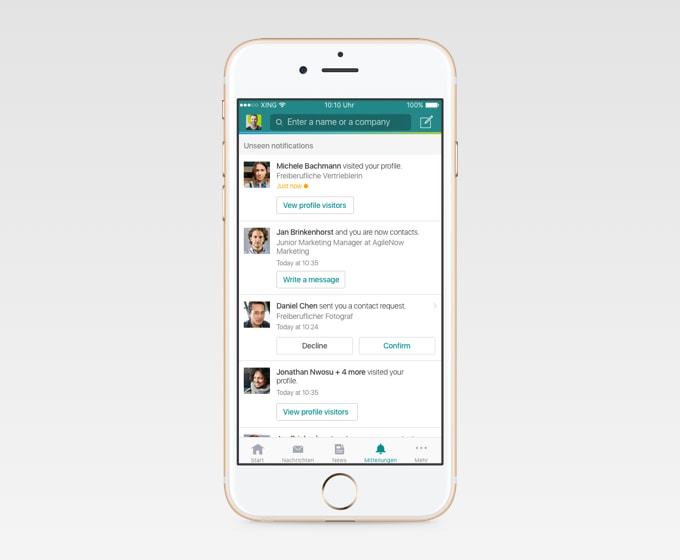 XING
10:10 Uhr
100%
Enter a name or a company
Unseen notifications
Michele Bachmann visited your profile.
Freiberufliche Vertrieblerin
Just now
Vew profile visitors
Jan Brinkenhorst and you are now contacts.
Junior Marketing Manager at AgileNow
Marketing
Today at 10:35
Write a message
Daniel Chen sent you a contact request.
Freiberuflicher Fotograf
Today at 10:24
Decline
Confirm
Jonathan Nwosu + 4 more visited your
profile.
Today at 10:35
View profile visitors
Start
Nachrichten
News
Mitteilungen
Mehr